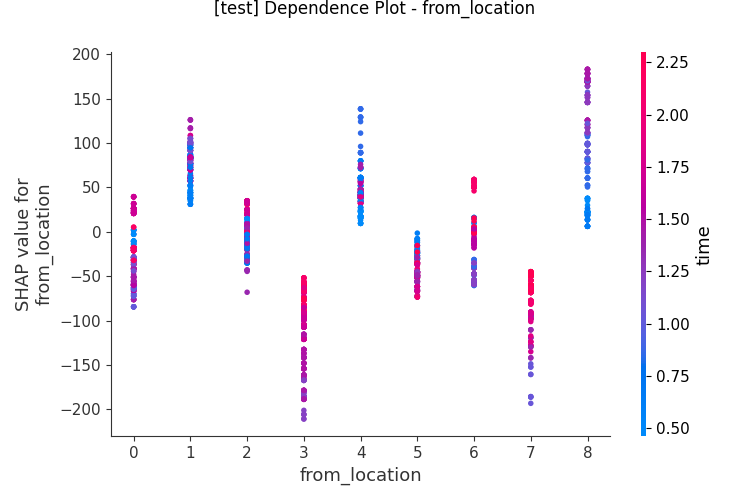 [test] Dependence Plot - from_location
200
150
100
50
0
−50
−100
−150
−200
SHAP value for
from_location
0 1 2 3 4 5 6 7 8
from_location
2.25
2.00
1.75
1.50
1.25
1.00
0.75
0.50
time